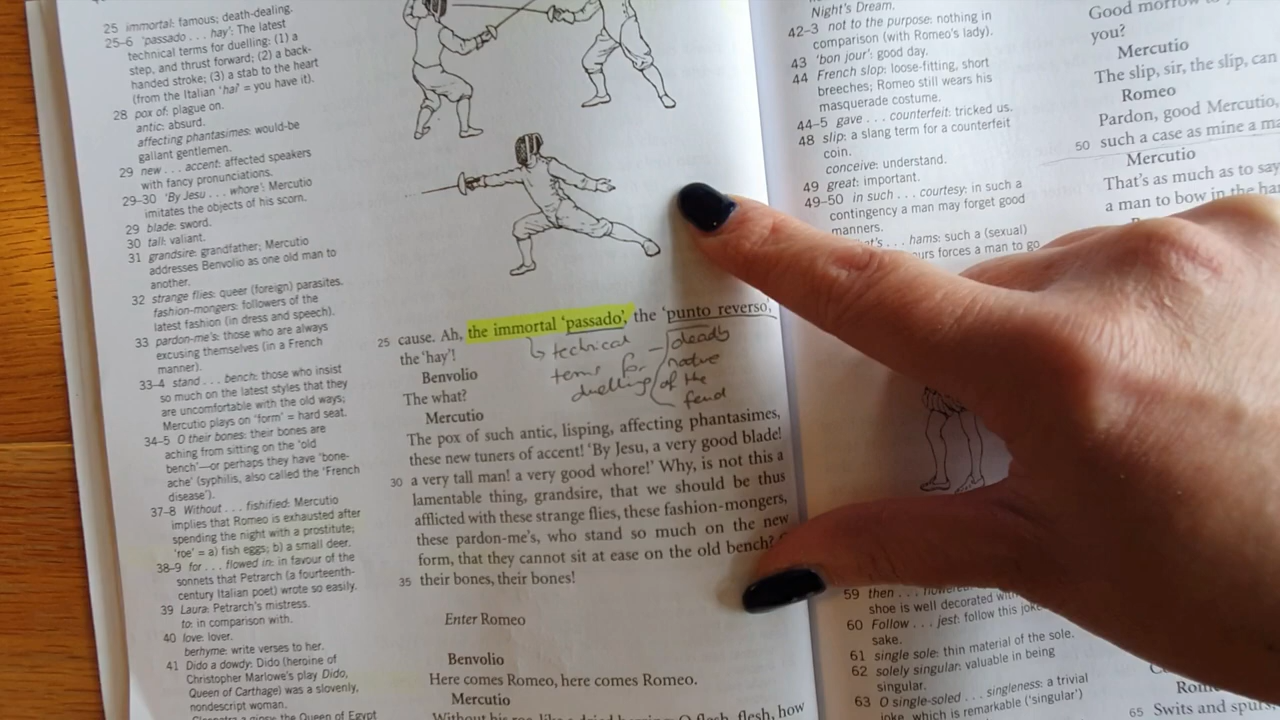 25 immortal: famous; death-dealing.
25–6 'passado . . . hay': The latest
technical terms for duelling: (1) a
step, and thrust forward; (2) a back-
handed stroke; (3) a stab to the heart
(from the Italian 'hai' = you have it).
28 pox of: plague on.
antic: absurd.
affecting phantasimes: would-be
gallant gentlemen.
29 new . . . accent: affected speakers
with fancy pronunciations.
29–30 'By Jesu . . . whore': Mercutio
imitates the objects of his scorn.
29 blade: sword.
30 tall: valiant.
31 grandsire: grandfather; Mercutio
addresses Benvolio as one old man to
another.
32 strange flies: queer (foreign) parasites.
fashion-mongers: followers of the
latest fashion (in dress and speech).
33 pardon-me's: those who are always
excusing themselves (in a French
manner).
33–4 stand . . . bench: those who insist
so much on the latest styles that they
are uncomfortable with the old ways;
Mercutio plays on 'form' = hard seat.
34–5 O their bones: their bones are
aching from sitting on the 'old
bench'—or perhaps they have 'bone-
ache' (syphilis, also called the 'French
disease').
37–8 Without . . . fishified: Mercutio
implies that Romeo is exhausted after
spending the night with a prostitute;
'roe' = a) fish eggs; b) a small deer.
38–9 for . . . flowed in: in favour of the
sonnets that Petrarch (a fourteenth-
century Italian poet) wrote so easily.
39 Laura: Petrarch's mistress.
to: in comparison with.
40 love: lover.
berhyme: write verses to her.
41 Dido a dowdy: Dido (heroine of
Christopher Marlowe's play Dido,
Queen of Carthage) was a slovenly,
nondescript woman.
the Queen of Egypt
25 cause. Ah, the immortal 'passado', the 'punto reverso',
the 'hay'!
technical
terms for
duelling
deadly
native
of the
feud
Benvolio
The what?
Mercutio
The pox of such antic, lisping, affecting phantasimes,
these new tuners of accent! 'By Jesu, a very good blade!
30 a very tall man! a very good whore!' Why, is not this a
lamentable thing, grandsire, that we should be thus
afflicted with these strange flies, these fashion-mongers,
these pardon-me's, who stand so much on the new
form, that they cannot sit at ease on the old bench?
35 their bones, their bones!
Enter Romeo
Benvolio
Here comes Romeo, here comes Romeo.
Mercutio
Without his roe, like a dried herring: O flesh, flesh, how
Night's Dream.
42–3 not to the purpose: nothing in
comparison (with Romeo's lady).
43 'bon jour': good day.
44 French slop: loose-fitting, short
breeches; Romeo still wears his
masquerade costume.
44–5 gave . . . counterfeit: tricked us.
48 slip: a slang term for a counterfeit
coin.
conceive: understand.
49 great: important.
49–50 in such . . . courtesy: in such a
contingency a man may forget good
manners.
. . . hams: such a (sexual)
forces a man to go
59 then . . .
shoe is well decorated with
60 Follow . . . jest: follow this joke
sake.
61 single sole: thin material of the sole.
62 solely singular: valuable in being
singular.
63 O single-soled . . . singleness: a trivial
joke, which is remarkable ('singular')
Good morrow to
you?
Mercutio
The slip, sir, the slip, can
Romeo
Pardon, good Mercutio,
50 such a case as mine a
Mercutio
That's as much as to say
a man to bow in the
65 Swits and spurs,